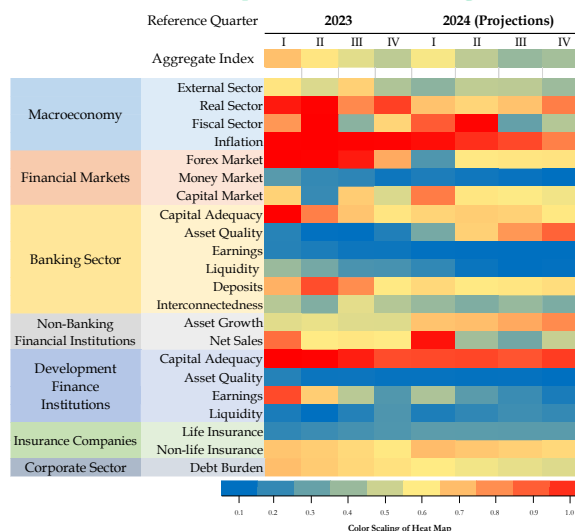 Reference Quarter 2023 2024 (Projections)
I II III IV I II III IV
Aggregate Index
Macroeconomy
External Sector
Real Sector
Fiscal Sector
Inflation
Financial Markets
Forex Market
Money Market
Capital Market
Banking Sector
Capital Adequacy
Asset Quality
Earnings
Liquidity
Deposits
Interconnectedness
Non-Banking
Financial Institutions
Asset Growth
Net Sales
Development
Finance
Institutions
Capital Adequacy
Asset Quality
Earnings
Liquidity
Insurance Companies
Life Insurance
Non-life Insurance
Corporate Sector
Debt Burden
0.1 0.2 0.3 0.4 0.5 0.6 0.7 0.8 0.9 1.0
Color Scaling of Heat Map